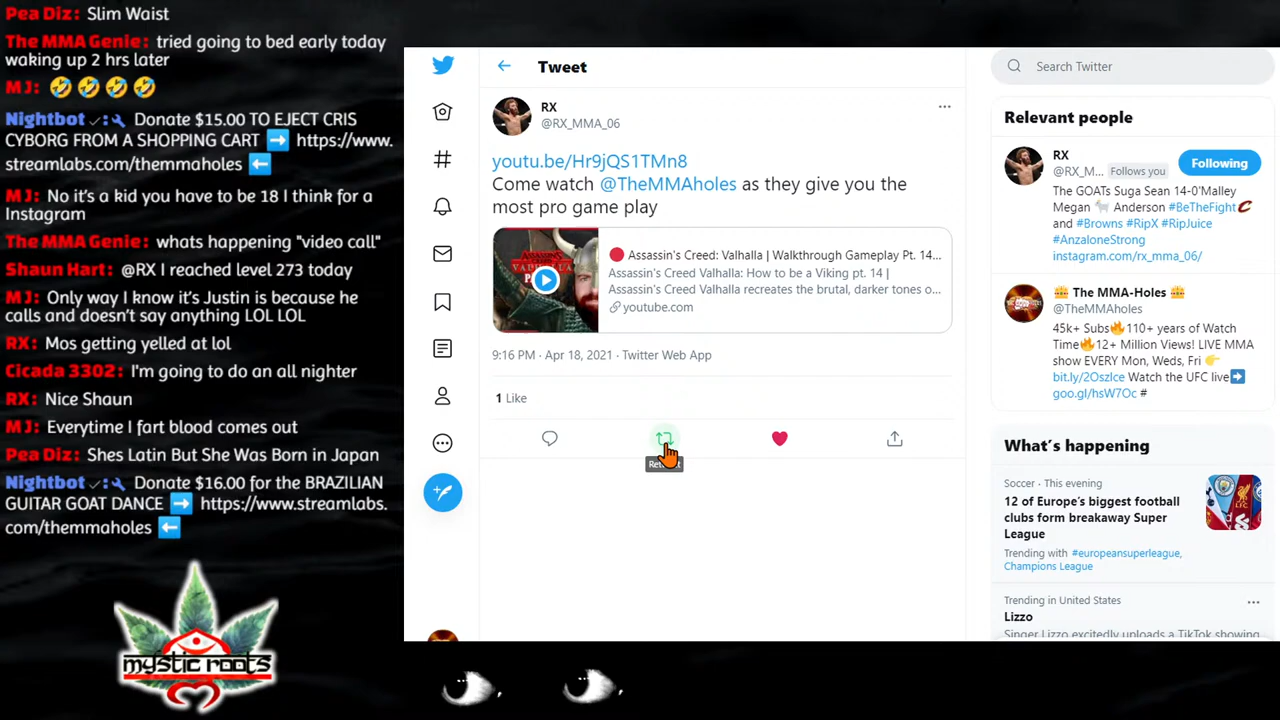 Pea Diz: Slim Waist
The MMA Genie: tried going to bed early today
waking up 2 hrs later
MJ: 🤣 🤣 🤣 🤣
Nightbot ✓:🔧 Donate $15.00 TO EJECT CRIS
CYBORG FROM A SHOPPING CART ➡️ https://www.
streamlabs.com/themmaholes ⬅️
MJ: No it's a kid you have to be 18 I think for a
Instagram
The MMA Genie: whats happening "video call"
Shaun Hart: @RX I reached level 273 today
MJ: Only way I know it's Justin is because he
calls and doesn't say anything LOL LOL
RX: Mos getting yelled at lol
Cicada 3302: I'm going to do an all nighter
RX: Nice Shaun
MJ: Everytime I fart blood comes out
Pea Diz: Shes Latin But She Was Born in Japan
Nightbot ✓:🔧 Donate $16.00 for the BRAZILIAN
GUITAR GOAT DANCE ➡️ https://www.streamlabs.
com/themmaholes ⬅️
mystic roots
Tweet
RX
@RX_MMA_06
youtu.be/Hr9jQS1TMn8
Come watch @TheMMAholes as they give you the
most pro game play
🔴 Assassin's Creed: Valhalla | Walkthrough Gameplay Pt. 14...
Assassin's Creed Valhalla: How to be a Viking pt. 14 |
Assassin's Creed Valhalla recreates the brutal, darker tones o...
youtube.com
9:16 PM · Apr 18, 2021 · Twitter Web App
1 Like
Search Twitter
Relevant people
RX
@RX_M... Follows you
Following
The GOATs Suga Sean 14-0'Malley
Megan 🐐 Anderson #BeTheFight
#Browns #RipX #RipJuice
#AnzaloneStrong
instagram.com/rx_mma_06/
👑 The MMA-Holes 👑
@TheMMAholes
45k+ Subs🔥110+ years of Watch
Time🔥12+ Million Views! LIVE MMA
show EVERY Mon, Weds, Fri 👉
bit.ly/2OszIce Watch the UFC live➡️
goo.gl/hsW7Oc #
What's happening
Soccer · This evening
12 of Europe's biggest football
clubs form breakaway Super
League
Trending with #europeansuperleague,
Champions League
Trending in United States
Lizzo
Singer Lizzo excitedly uploads a TikTok showing